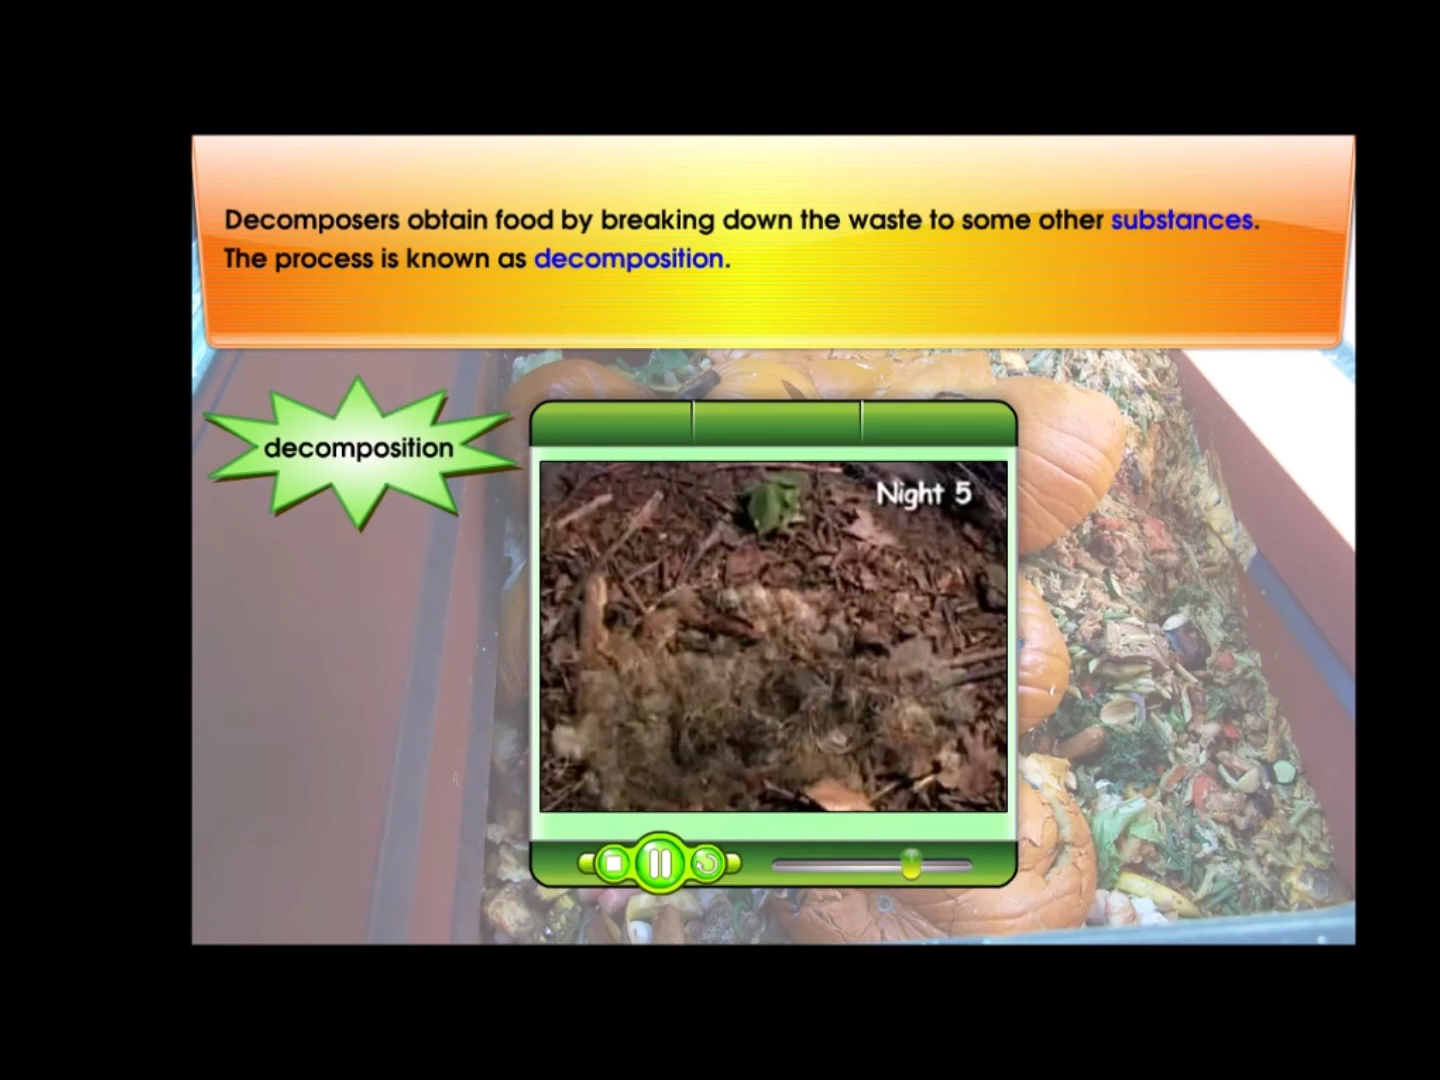 Decomposers obtain food by breaking down the waste to some other substances.
The process is known as decomposition.
decomposition
Night 5